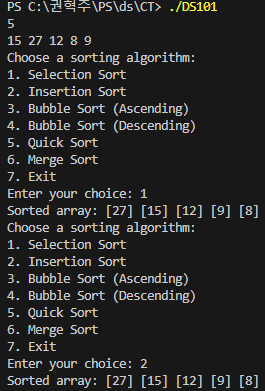 PS C:\권혁주\PS\ds\CT> ./DS101
5
15 27 12 8 9
Choose a sorting algorithm:
1. Selection Sort
2. Insertion Sort
3. Bubble Sort (Ascending)
4. Bubble Sort (Descending)
5. Quick Sort
6. Merge Sort
7. Exit
Enter your choice: 1
Sorted array: [27] [15] [12] [9] [8]
Choose a sorting algorithm:
1. Selection Sort
2. Insertion Sort
3. Bubble Sort (Ascending)
4. Bubble Sort (Descending)
5. Quick Sort
6. Merge Sort
7. Exit
Enter your choice: 2
Sorted array: [27] [15] [12] [9] [8]